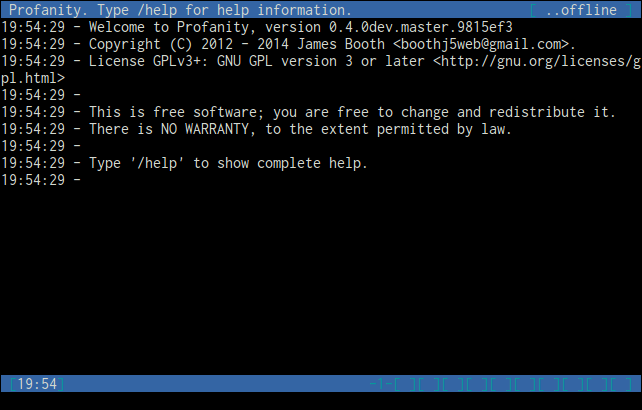 Profanity. Type /help for help information. [ ..offline ]
19:54:29 - Welcome to Profanity, version 0.4.0dev.master.9815ef3
19:54:29 - Copyright (C) 2012 - 2014 James Booth <boothj5web@gmail.com>.
19:54:29 - License GPLv3+: GNU GPL version 3 or later <http://gnu.org/licenses/g
pl.html>
19:54:29 -
19:54:29 - This is free software; you are free to change and redistribute it.
19:54:29 - There is NO WARRANTY, to the extent permitted by law.
19:54:29 -
19:54:29 - Type '/help' to show complete help.
19:54:29 -
[19:54] -1-[ ][ ][ ][ ][ ][ ][ ][ ][ ][ ]